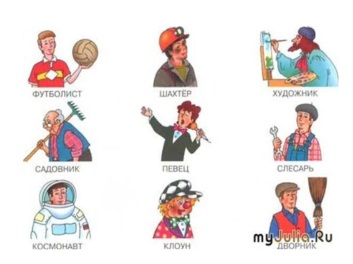 ФУТБОЛИСТ
ШАХТЁР
ХУДОЖНИК
САДОВНИК
ПЕВЕЦ
СЛЕСАРЬ
КОСМОНАВТ
КЛОУН
ДВОРНИК
myJulia.Ru